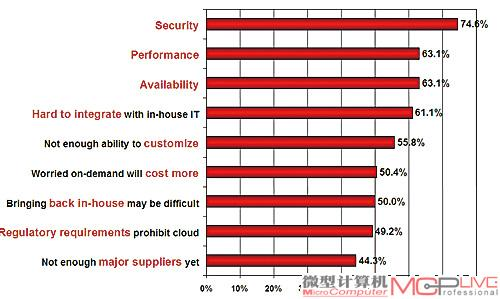 Security 74.6%
Performance 63.1%
Availability 63.1%
Hard to integrate with in-house IT 61.1%
Not enough ability to customize 55.8%
Worried on-demand will cost more 50.4%
Bringing back in-house may be difficult 50.0%
Regulatory requirements prohibit cloud 49.2%
Not enough major suppliers yet 44.3%
0% 10% 20% 30%
微型计算机 MCPLIVE
MicroComputer Professional